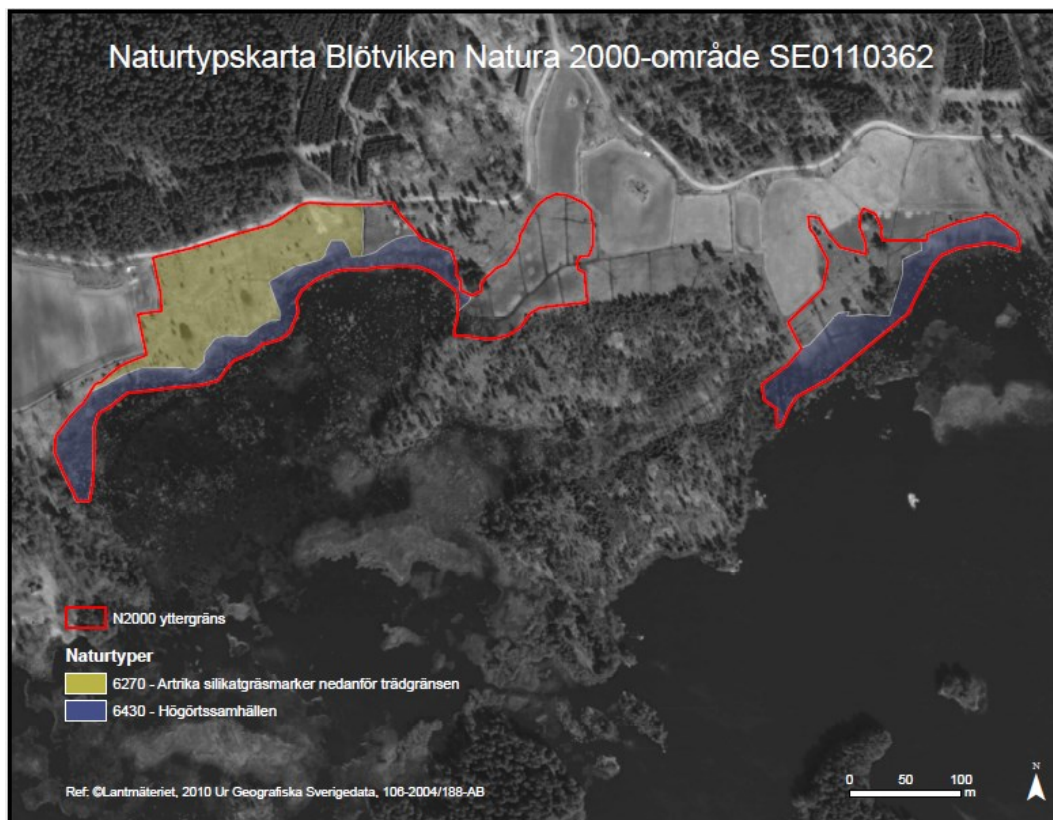 Naturtypskarta Blötviken Natura 2000-område SE0110362
N2000 yttergräns
Naturtyper
6270 - Artrika silikatgräsmarker nedanför trädgränsen
6430 - Högörtssamhällen
Ref: ©Lantmäteriet, 2010 Ur Geografiska Sverigedata, 106-2004/188-AB
0 50 100
m
N